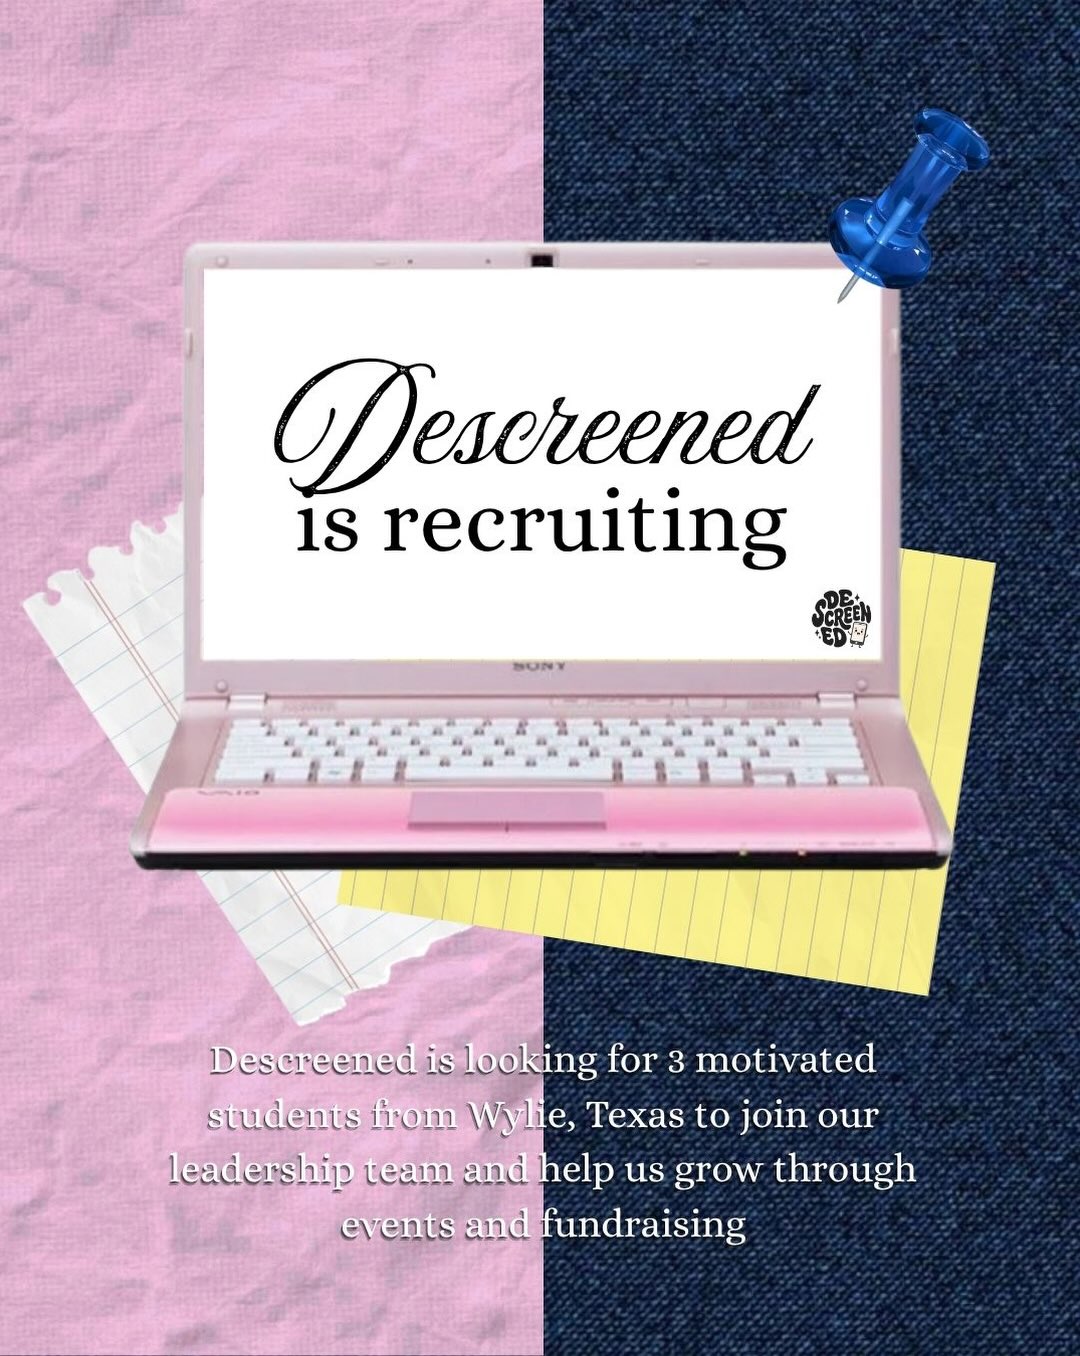 Descreened
is recruiting
DE
SCREEN
ED
SONY
VAIO
Descreened is looking for 3 motivated
students from Wylie, Texas to join our
leadership team and help us grow through
events and fundraising